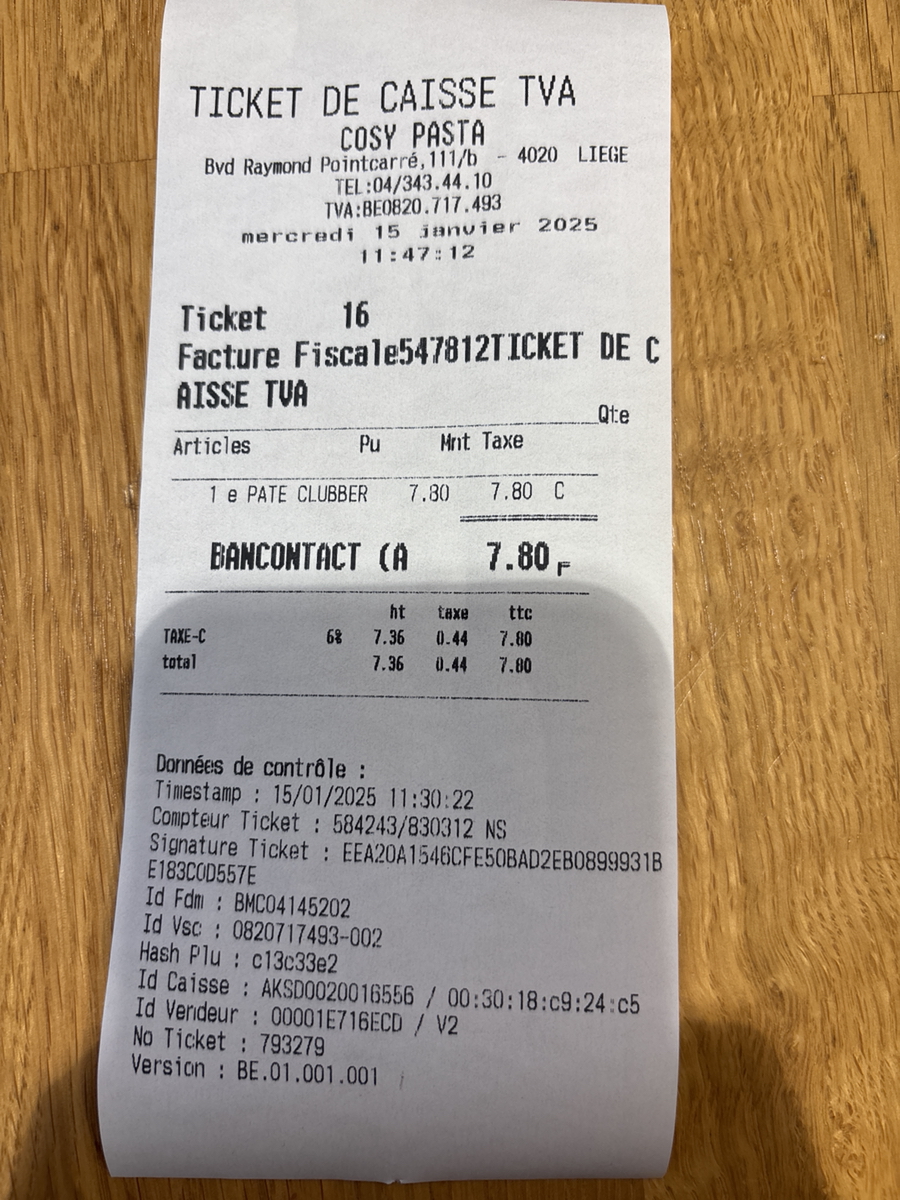 TICKET DE CAISSE TVA
COSY PASTA
Bvd Raymond Pointcarré,111/b - 4020 LIEGE
TEL:04/343.44.10
TVA:BE0820.717.493
mercredi 15 janvier 2025
11:47:12
Ticket 16
Facture Fiscale547812TICKET DE C
AISSE TVA
Qte
Articles Pu Mnt Taxe
1 e PATE CLUBBER 7.80 7.80 C
BANCONTACT (A 7.80
ht taxe ttc
TAXE-C 6% 7.36 0.44 7.80
total 7.36 0.44 7.80
Données de contrôle :
Timestamp : 15/01/2025 11:30:22
Compteur Ticket : 584243/830312 NS
Signature Ticket : EEA20A1546CFE50BAD2EB0899931B
E183C0D557E
Id Fdm : BMC04145202
Id Vsc : 0820717493-002
Hash Plu : c13c33e2
Id Caisse : AKSD0020016556 / 00:30:18:c9:24:c5
Id Vendeur : 00001E716ECD / V2
No Ticket : 793279
Version : BE.01.001.001